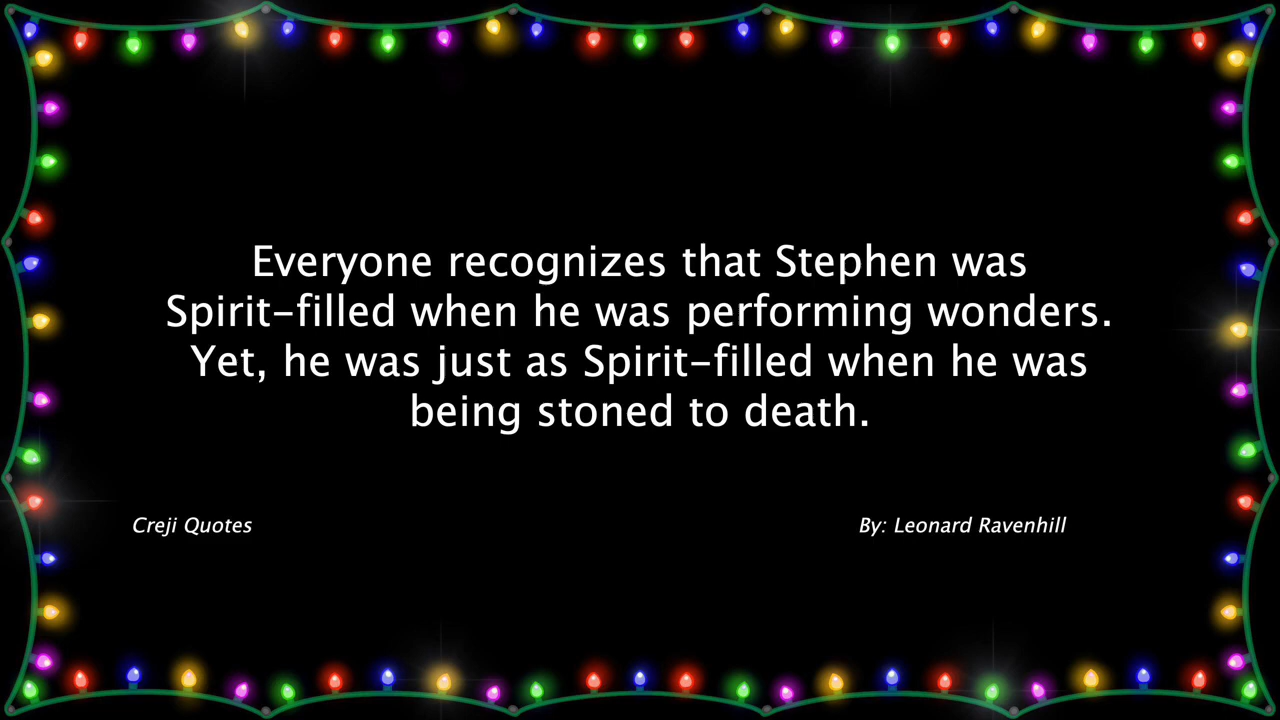 Everyone recognizes that Stephen was
Spirit-filled when he was performing wonders.
Yet, he was just as Spirit-filled when he was
being stoned to death.
Creji Quotes
By: Leonard Ravenhill